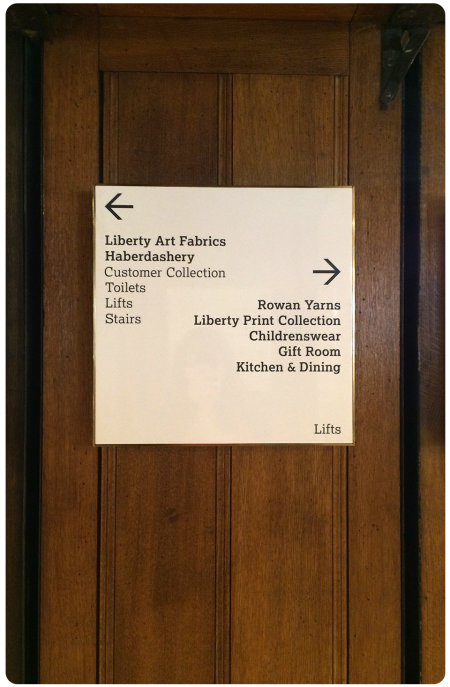 Liberty Art Fabrics
Haberdashery
Customer Collection
Toilets
Lifts
Stairs
Rowan Yarns
Liberty Print Collection
Childrenswear
Gift Room
Kitchen & Dining
Lifts